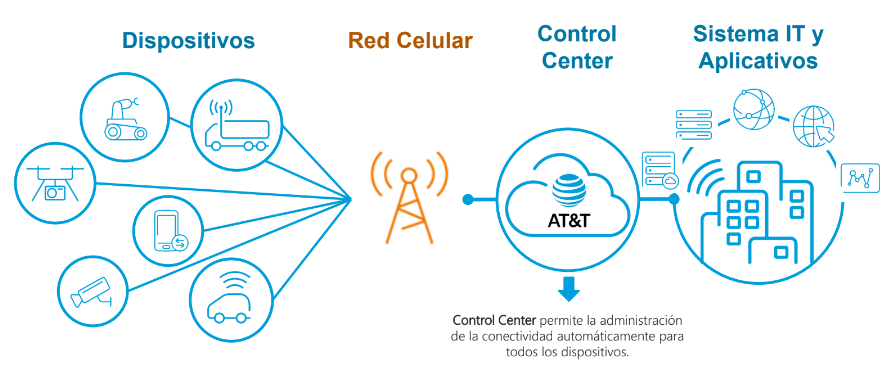 Dispositivos
Red Celular
Control
Center
Sistema IT y
Aplicativos
AT&T
Control Center permite la administración
de la conectividad automáticamente para
todos los dispositivos.